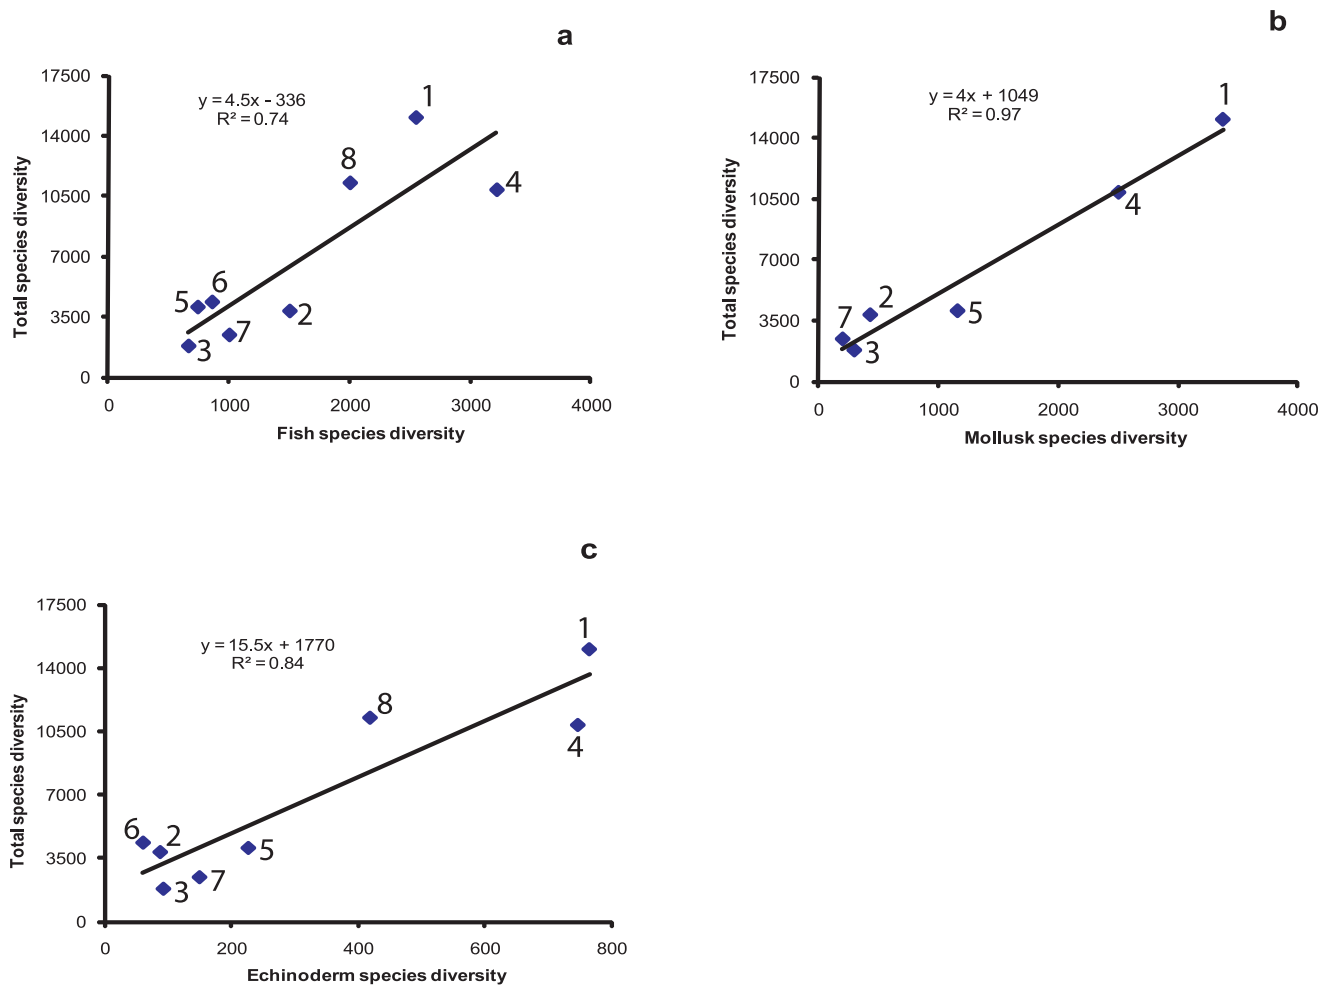 a
17500
14000
10500
7000
3500
0
Total species diversity
y = 4.5x - 336
R² = 0.74
1
8
4
6
5
2
7
3
0 1000 2000 3000 4000
Fish species diversity
b
17500
14000
10500
7000
3500
0
Total species diversity
y = 4x + 1049
R² = 0.97
1
4
2
7
5
3
0 1000 2000 3000 4000
Mollusk species diversity
c
17500
14000
10500
7000
3500
0
Total species diversity
y = 15.5x + 1770
R² = 0.84
1
8
4
6
2
5
7
3
0 200 400 600 800
Echinoderm species diversity